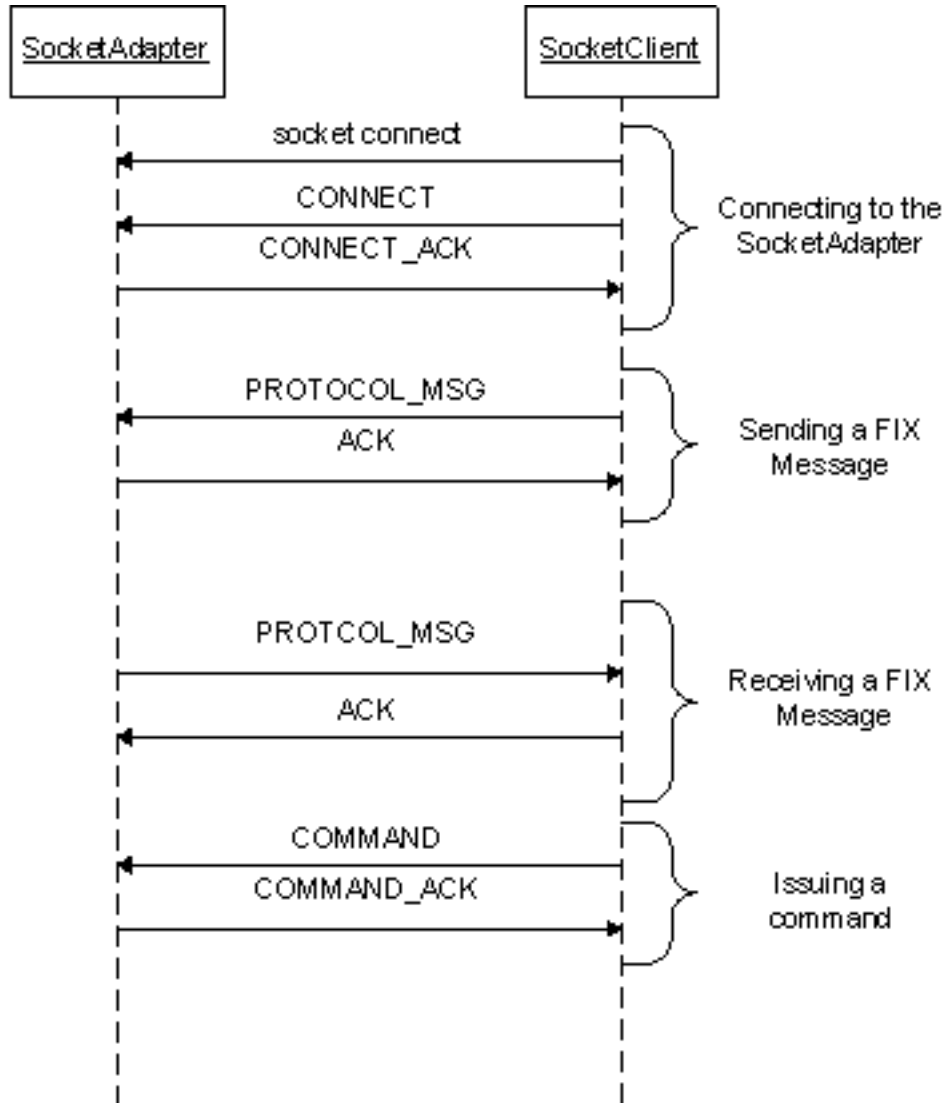 SocketAdapter
SocketClient
socket connect
CONNECT
CONNECT_ACK
Connecting to the
SocketAdapter
PROTOCOL_MSG
ACK
Sending a FIX
Message
PROTCOL_MSG
ACK
Receiving a FIX
Message
COMMAND
COMMAND_ACK
Issuing a
command